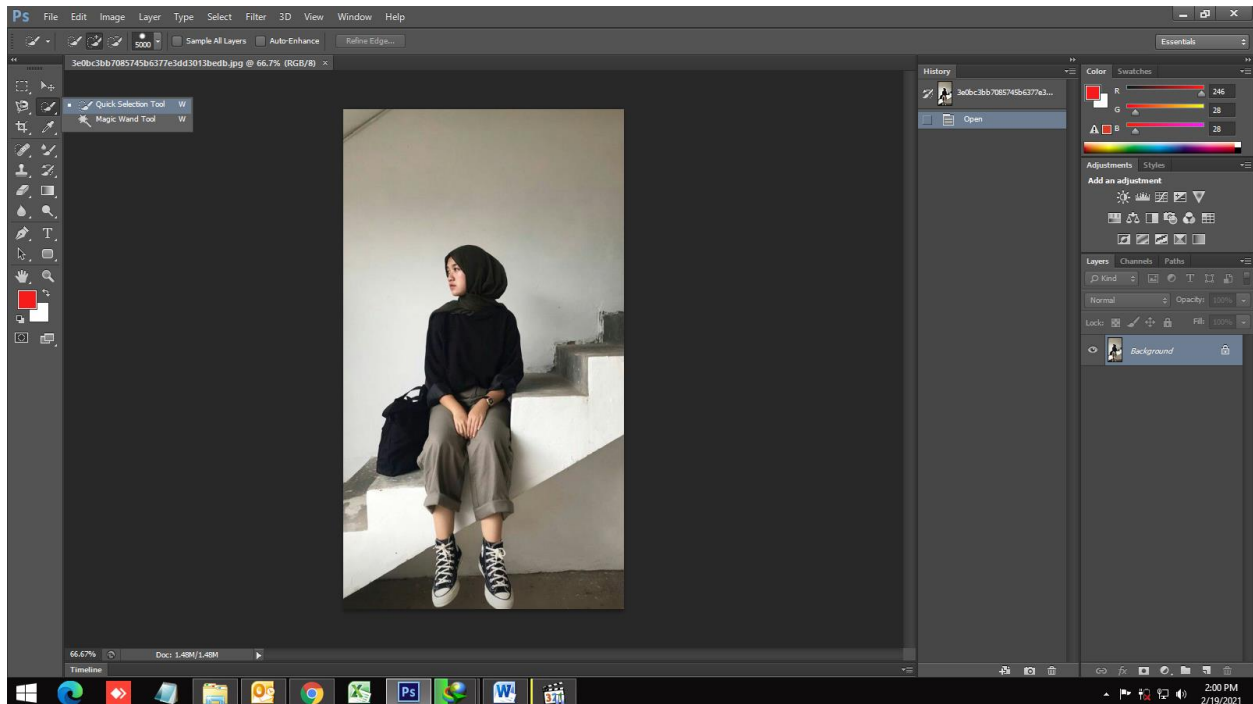 Ps File Edit Image Layer Type Select Filter 3D View Window Help
5000 Sample All Layers Auto-Enhance Refine Edge... Essentials
3e0bc3bb7085745b6377e3dd3013bedb.jpg @ 66.7% (RGB/8) ×
Quick Selection Tool W
Magic Wand Tool W
History
3e0bc3bb7085745b6377e3...
Open
Color Swatches
R 246
G 28
B 28
Adjustments Styles
Add an adjustment
Layers Channels Paths
Kind
Normal Opacity: 100%
Lock: Fill: 100%
Background
66.67% Doc: 1.48M/1.48M
Timeline
Ps
321
2:00 PM
2/19/2021